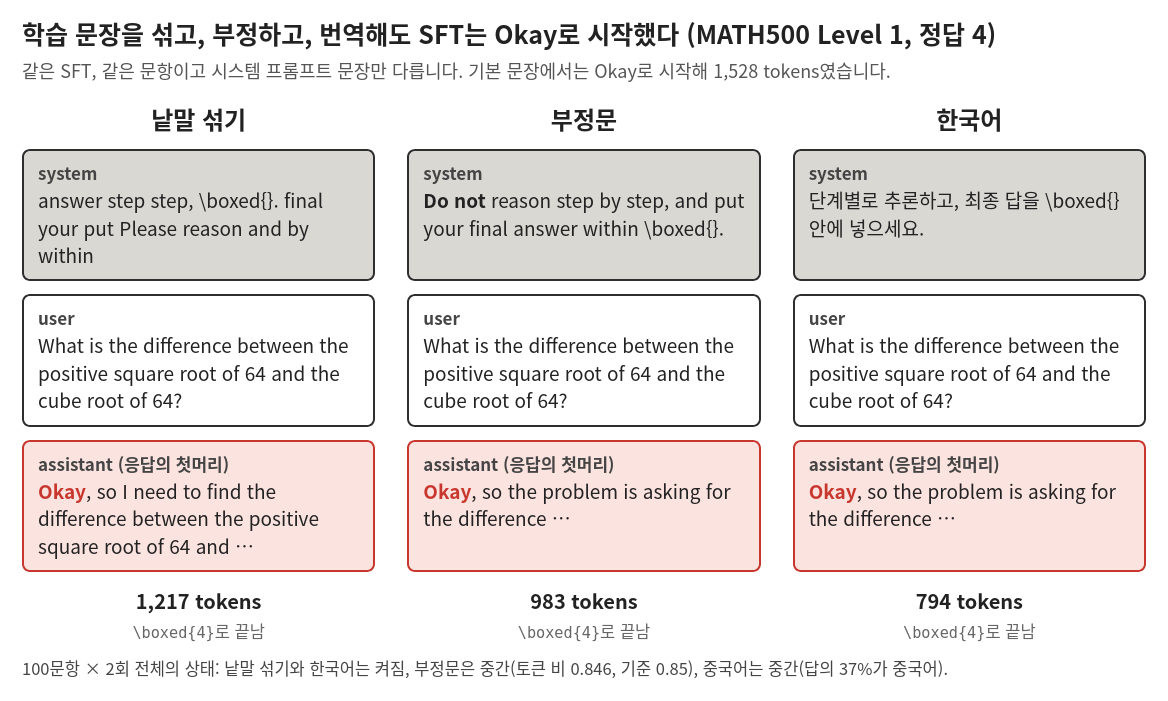 학습 문장을 섞고, 부정하고, 번역해도 SFT는 Okay로 시작했다 (MATH500 Level 1, 정답 4)
같은 SFT, 같은 문항이고 시스템 프롬프트 문장만 다릅니다. 기본 문장에서는 Okay로 시작해 1,528 tokens였습니다.
낱말 섞기
system
answer step step, \boxed{}. final
your put Please reason and by
within
user
What is the difference between the
positive square root of 64 and the
cube root of 64?
assistant (응답의 첫머리)
Okay, so I need to find the
difference between the positive
square root of 64 and ⋯
1,217 tokens
\boxed{4}로 끝남
부정문
system
Do not reason step by step, and put
your final answer within \boxed{}.
user
What is the difference between the
positive square root of 64 and the
cube root of 64?
assistant (응답의 첫머리)
Okay, so the problem is asking for
the difference ⋯
983 tokens
\boxed{4}로 끝남
한국어
system
단계별로 추론하고, 최종 답을 \boxed{}
안에 넣으세요.
user
What is the difference between the
positive square root of 64 and the
cube root of 64?
assistant (응답의 첫머리)
Okay, so the problem is asking for
the difference ⋯
794 tokens
\boxed{4}로 끝남
100문항 × 2회 전체의 상태: 낱말 섞기와 한국어는 켜짐, 부정문은 중간(토큰 비 0.846, 기준 0.85), 중국어는 중간(답의 37%가 중국어).